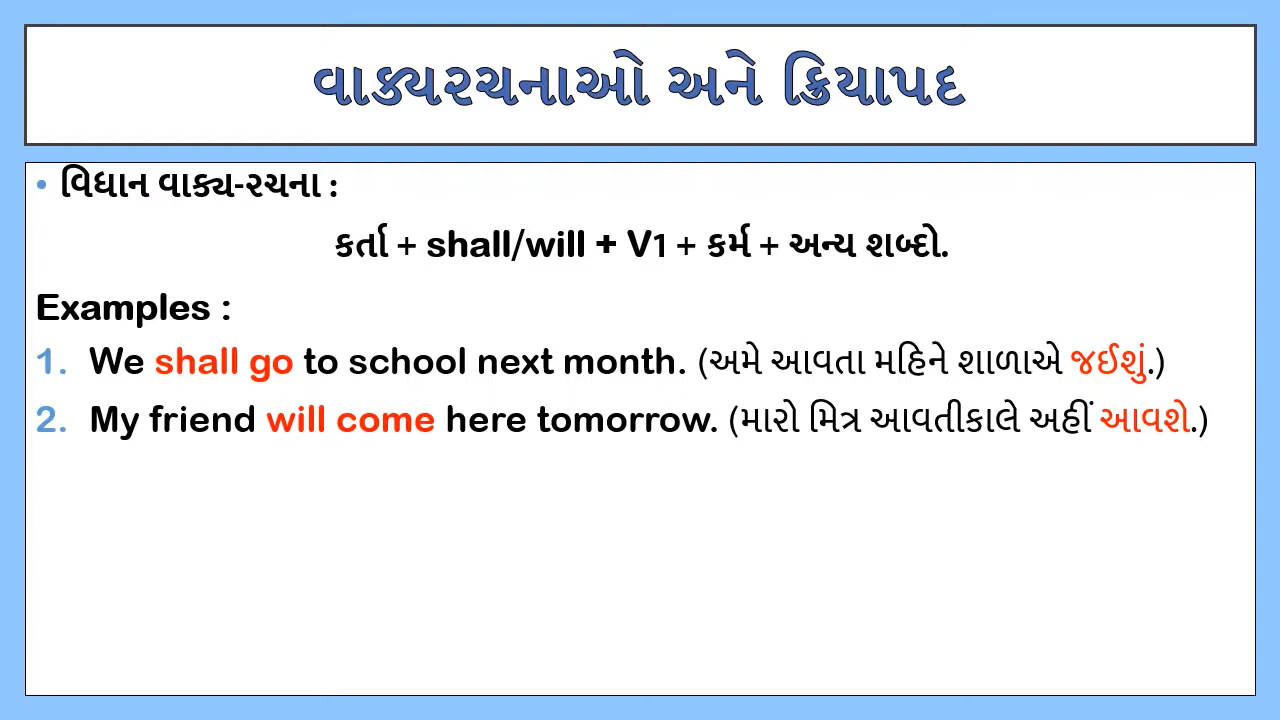 વાક્યરચનાઓ અને ક્રિયાપદ
• વિધાન વાક્ય-રચના :
કર્તા + shall/will + V1 + કર્મ + અન્ય શબ્દો.
Examples :
1. We shall go to school next month. (અમે આવતા મહિને શાળાએ જઈશું.)
2. My friend will come here tomorrow. (મારો મિત્ર આવતીકાલે અહીં આવશે.)